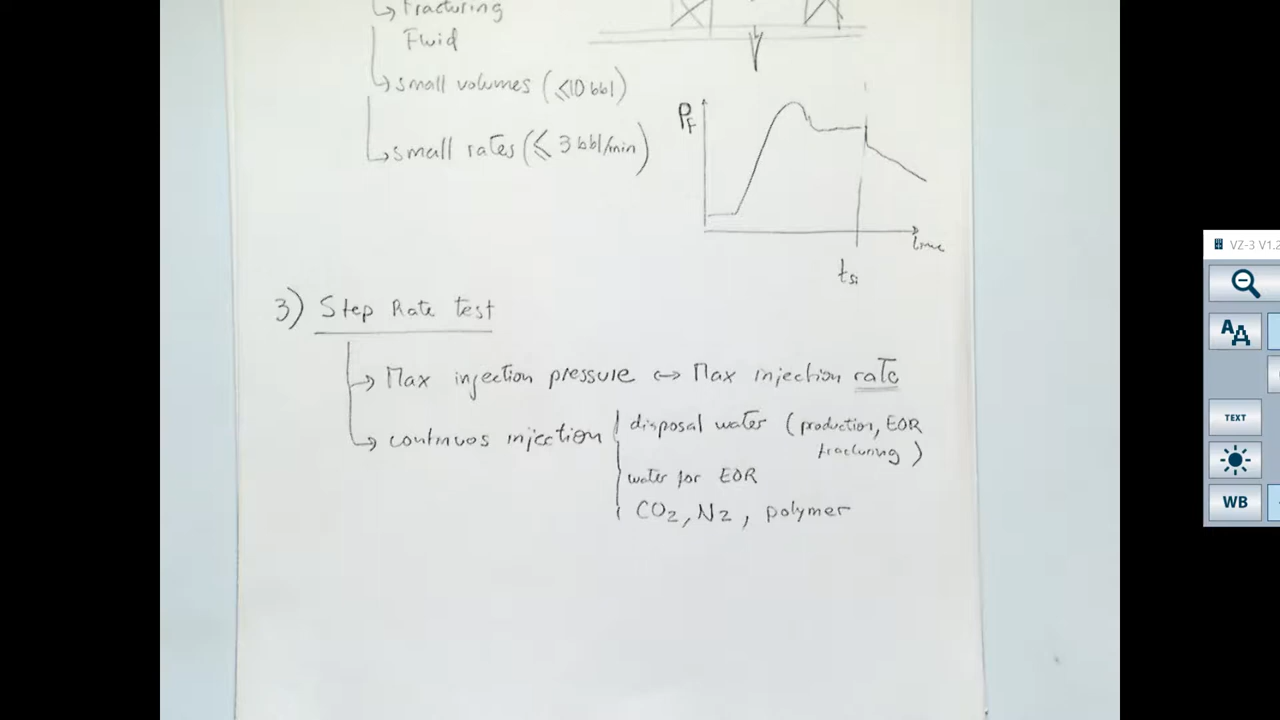 ↳ Fracturing
Fluid
↳ small volumes (≤10 bbl)
↳ small rates (≤ 3 bbl/min)
PF
time
tsi
3) Step Rate test
→ Max injection pressure ↔ Max injection rate
→ continuos injection
disposal water (production, EOR
fracturing)
water for EOR
CO2, N2, polymer
VZ-3 V1.2
AA
TEXT
WB